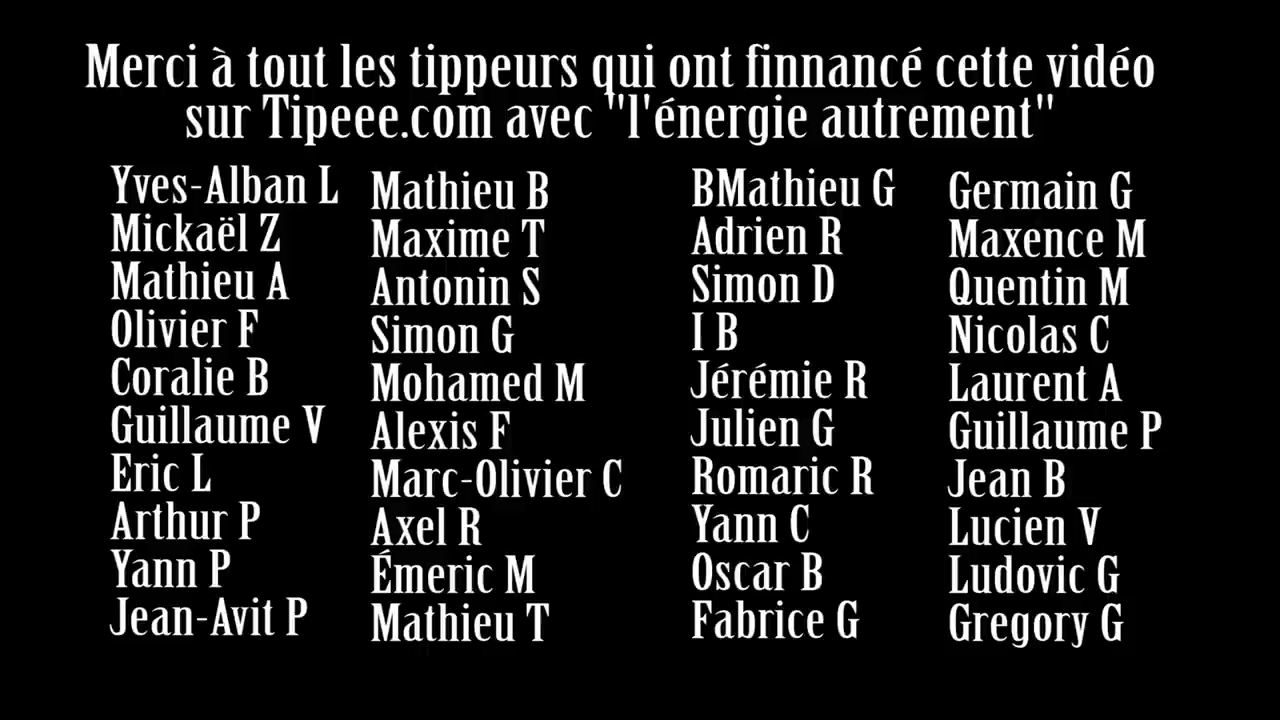 Merci à tout les tippeurs qui ont finnancé cette vidéo
sur Tipeee.com avec "l'énergie autrement"
Yves-Alban L
Mickaël Z
Mathieu A
Olivier F
Coralie B
Guillaume V
Eric L
Arthur P
Yann P
Jean-Avit P
Mathieu B
Maxime T
Antonin S
Simon G
Mohamed M
Alexis F
Marc-Olivier C
Axel R
Émeric M
Mathieu T
BMathieu G
Adrien R
Simon D
I B
Jérémie R
Julien G
Romaric R
Yann C
Oscar B
Fabrice G
Germain G
Maxence M
Quentin M
Nicolas C
Laurent A
Guillaume P
Jean B
Lucien V
Ludovic G
Gregory G